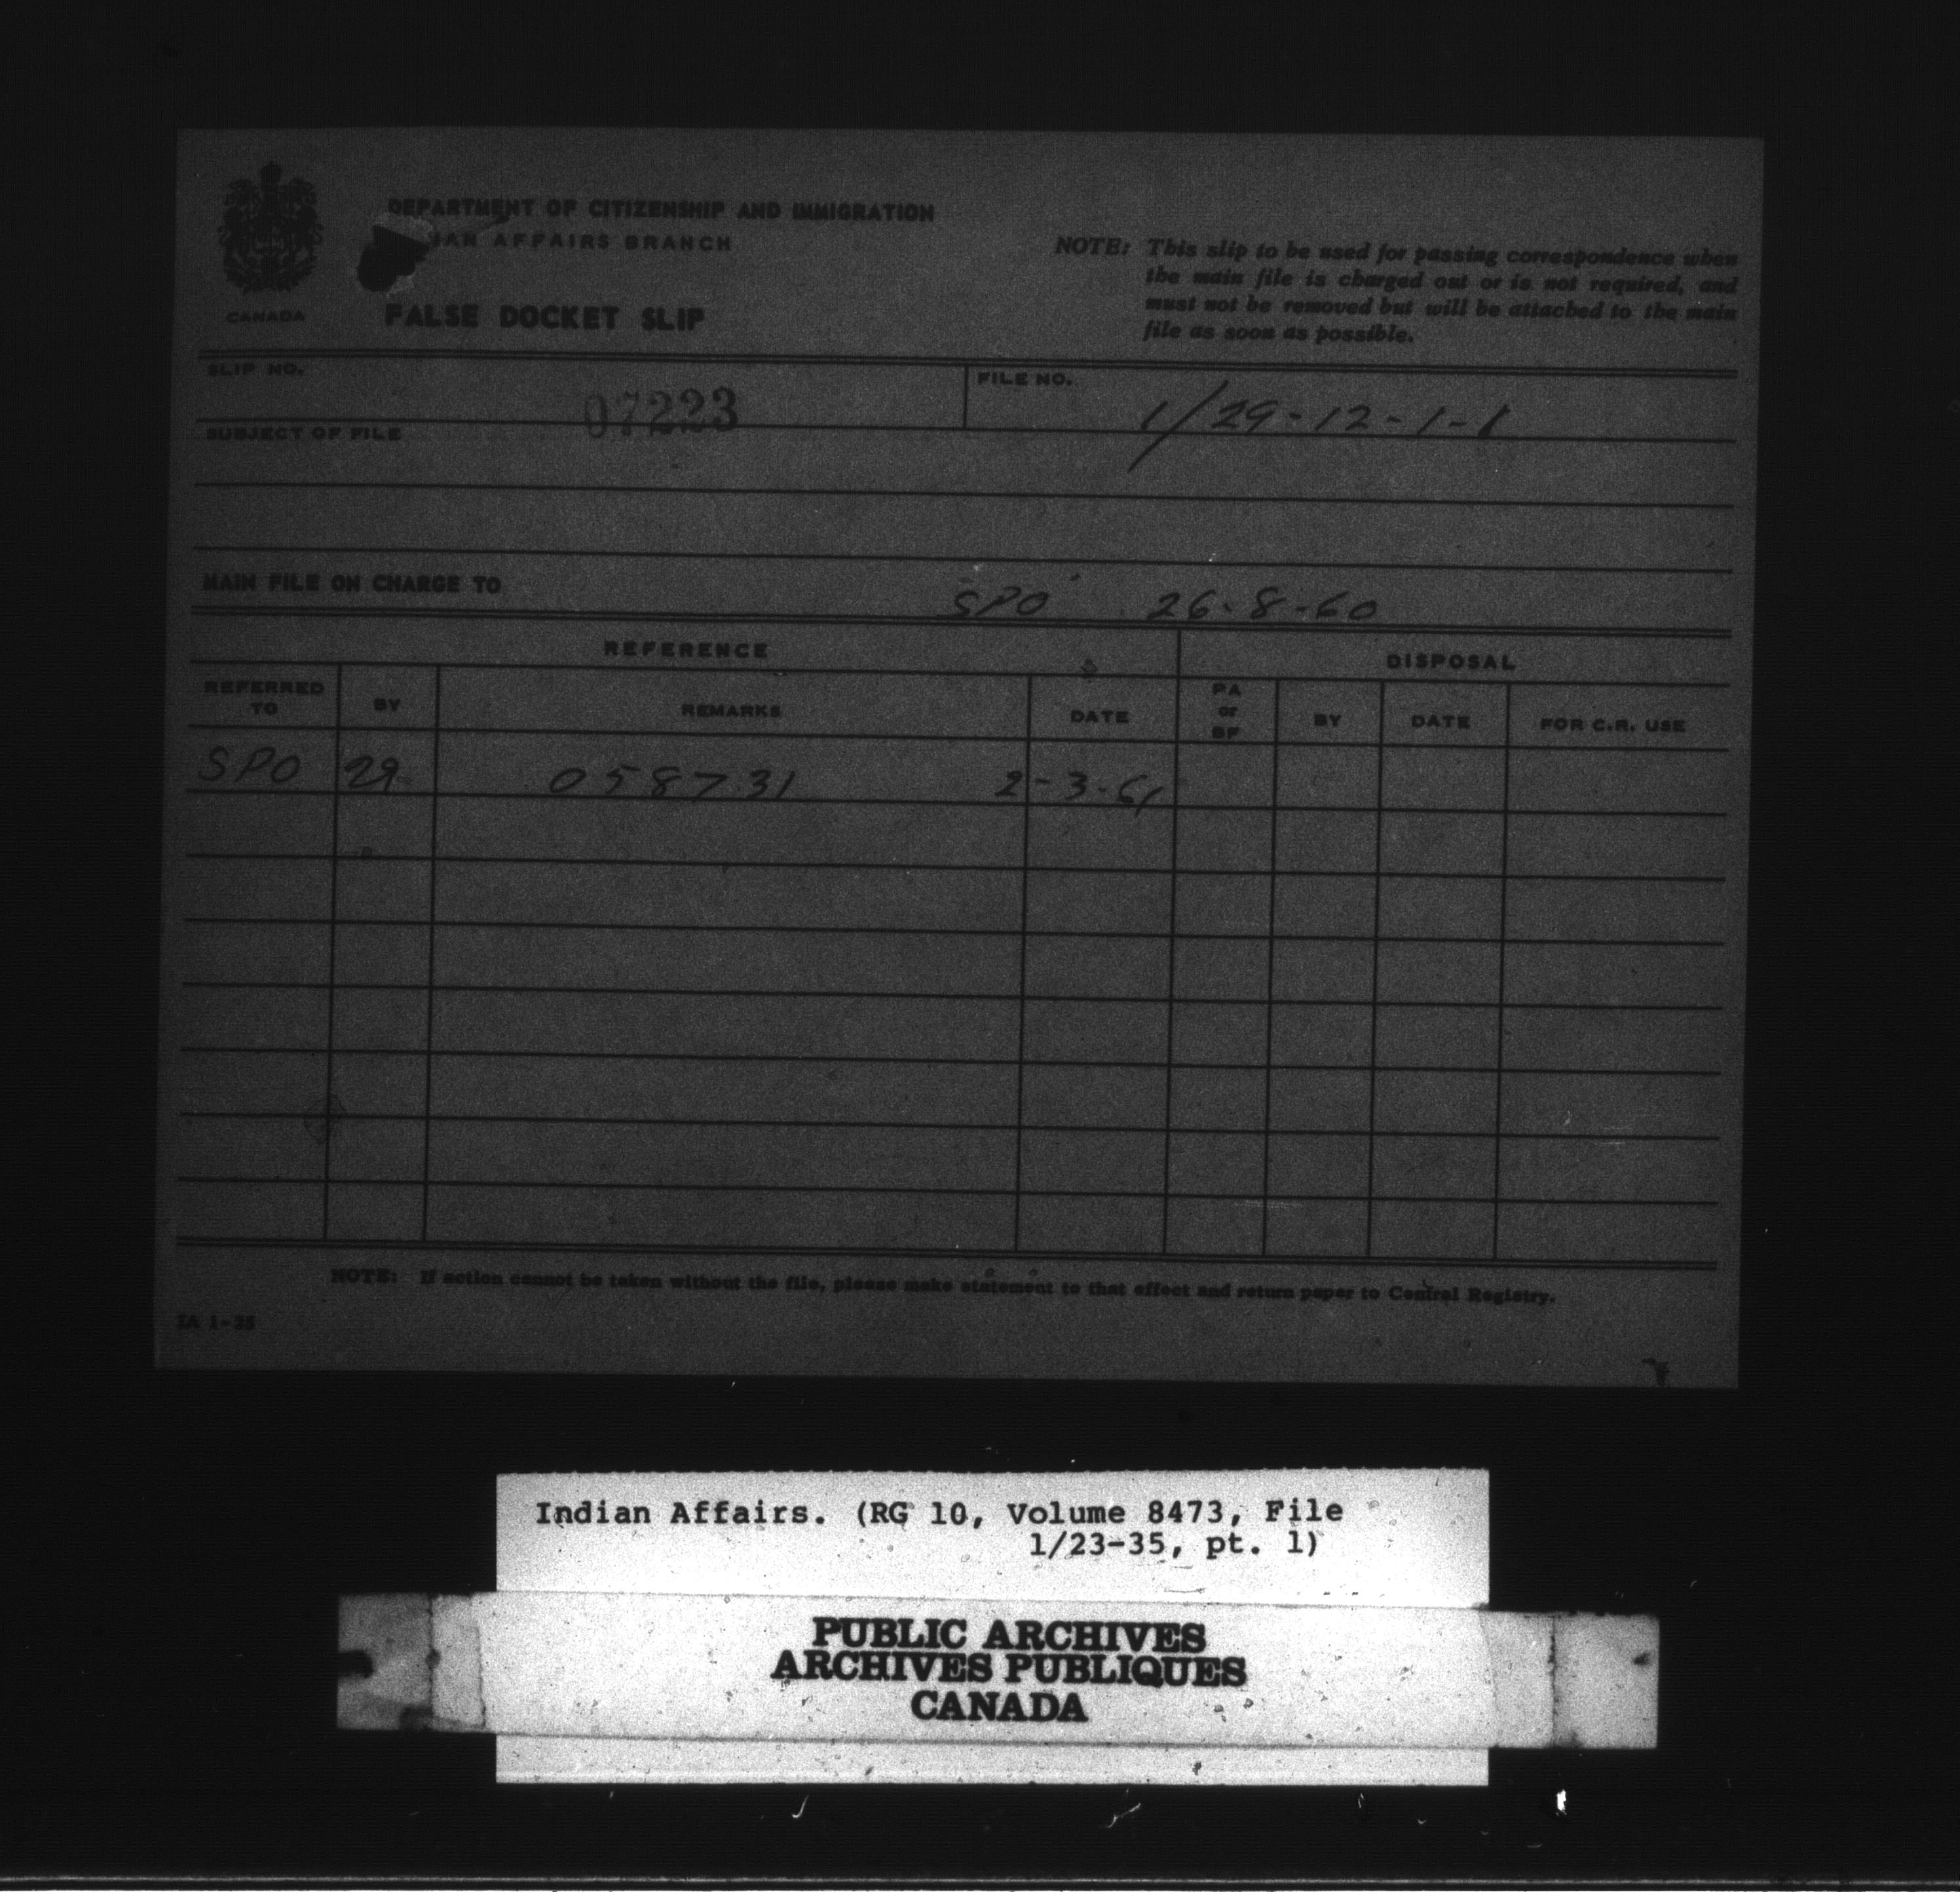 DEPARTMENT OF CITIZENSHIP AND IMMIGRATION
IAN AFFAIRS BRANCH
FALSE DOCKET SLIP
CANADA
NOTE: This slip to be used for passing correspondence when
the main file is charged out or is not required, and
must not be removed but will be attached to the main
file as soon as possible.
SLIP NO. 07223
FILE NO. 1/29-12-1-1
SUBJECT OF FILE
MAIN FILE ON CHARGE TO SPO 26-8-60
REFERENCE DISPOSAL
REFERRED TO BY REMARKS DATE PA or BF BY DATE FOR C.R. USE
SPO 29 058731 2-3-61
NOTE: If action cannot be taken without the file, please make statement to that effect and return paper to Central Registry.
IA 1-35
Indian Affairs. (RG 10, Volume 8473, File
1/23-35, pt. 1)
PUBLIC ARCHIVES
ARCHIVES PUBLIQUES
CANADA